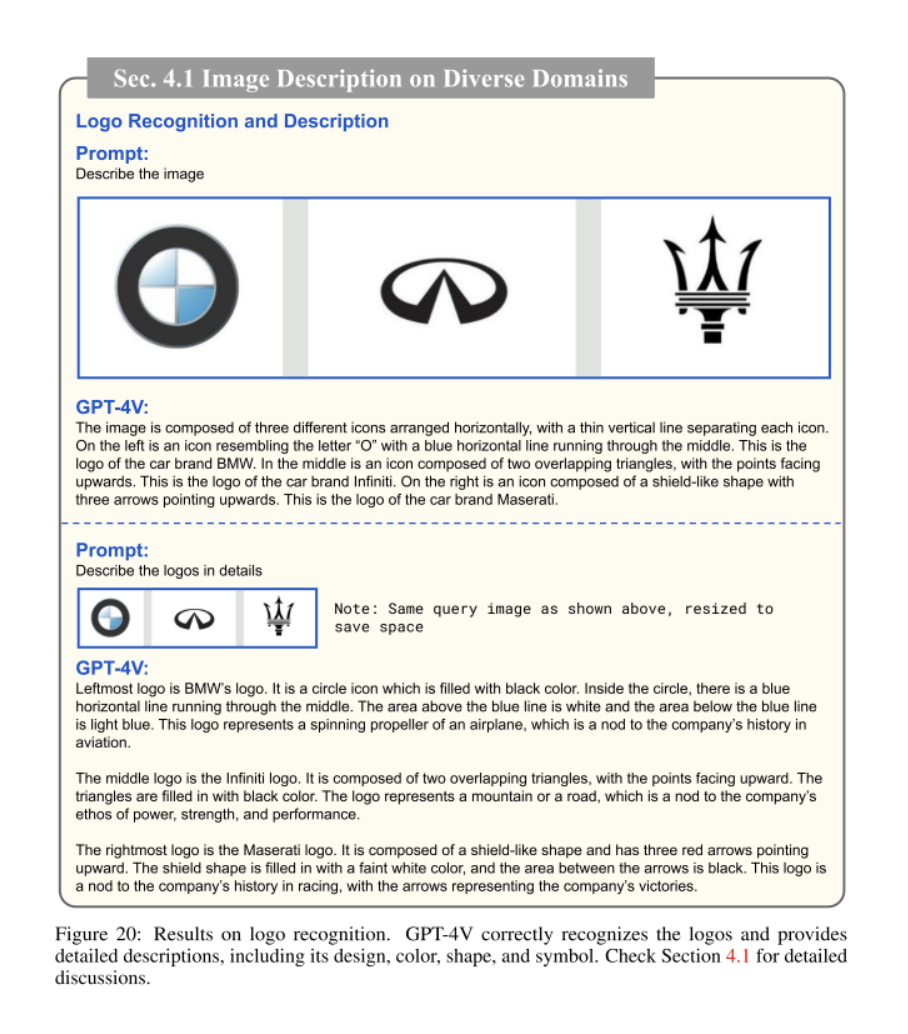 Sec. 4.1 Image Description on Diverse Domains
Logo Recognition and Description
Prompt:
Describe the image
GPT-4V:
The image is composed of three different icons arranged horizontally, with a thin vertical line separating each icon.
On the left is an icon resembling the letter “O” with a blue horizontal line running through the middle. This is the
logo of the car brand BMW. In the middle is an icon composed of two overlapping triangles, with the points facing
upwards. This is the logo of the car brand Infiniti. On the right is an icon composed of a shield-like shape with
three arrows pointing upwards. This is the logo of the car brand Maserati.
Prompt:
Describe the logos in details
Note: Same query image as shown above, resized to
save space
GPT-4V:
Leftmost logo is BMW’s logo. It is a circle icon which is filled with black color. Inside the circle, there is a blue
horizontal line running through the middle. The area above the blue line is white and the area below the blue line
is light blue. This logo represents a spinning propeller of an airplane, which is a nod to the company’s history in
aviation.
The middle logo is the Infiniti logo. It is composed of two overlapping triangles, with the points facing upward. The
triangles are filled in with black color. The logo represents a mountain or a road, which is a nod to the company’s
ethos of power, strength, and performance.
The rightmost logo is the Maserati logo. It is composed of a shield-like shape and has three red arrows pointing
upward. The shield shape is filled in with a faint white color, and the area between the arrows is black. This logo is
a nod to the company’s history in racing, with the arrows representing the company’s victories.
Figure 20: Results on logo recognition. GPT-4V correctly recognizes the logos and provides
detailed descriptions, including its design, color, shape, and symbol. Check Section 4.1 for detailed
discussions.